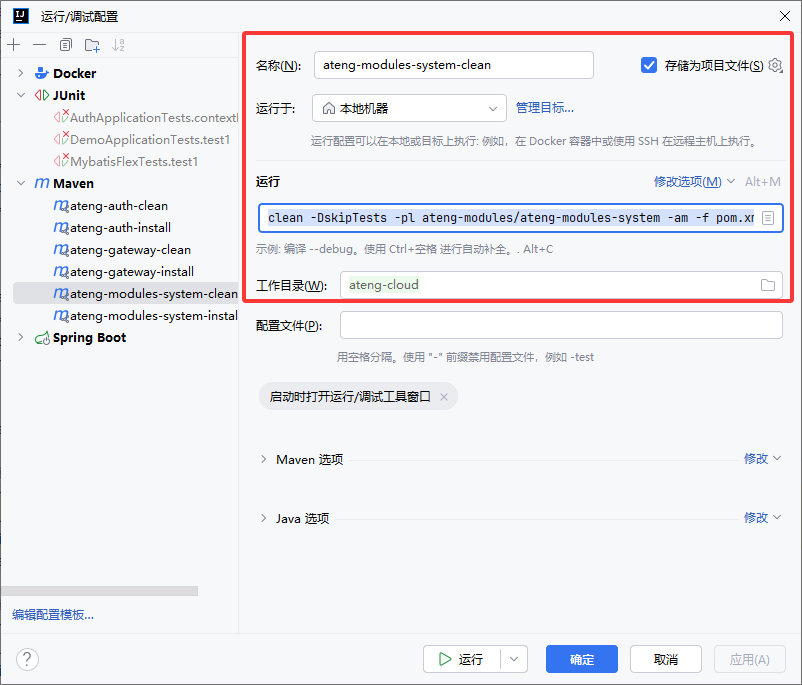 运行/调试配置
Docker
JUnit
AuthApplicationTests.context
DemoApplicationTests.test1
MybatisFlexTests.test1
Maven
ateng-auth-clean
ateng-auth-install
ateng-gateway-clean
ateng-gateway-install
ateng-modules-system-clean
ateng-modules-system-instal
Spring Boot
编辑配置模板...
名称(N): ateng-modules-system-clean 存储为项目文件(S)
运行于: 本地机器 管理目标...
运行配置可以在本地或目标上执行: 例如，在 Docker 容器中或使用 SSH 在远程主机上执行。
运行 修改选项(M) Alt+M
clean -DskipTests -pl ateng-modules/ateng-modules-system -am -f pom.xm
示例: 编译 --debug。使用 Ctrl+空格 进行自动补全。. Alt+C
工作目录(W): ateng-cloud
配置文件(P):
用空格分隔。使用 "-" 前缀禁用配置文件，例如 -test
启动时打开运行/调试工具窗口
Maven 选项 修改
Java 选项 修改
? 运行 确定 取消 应用(A)